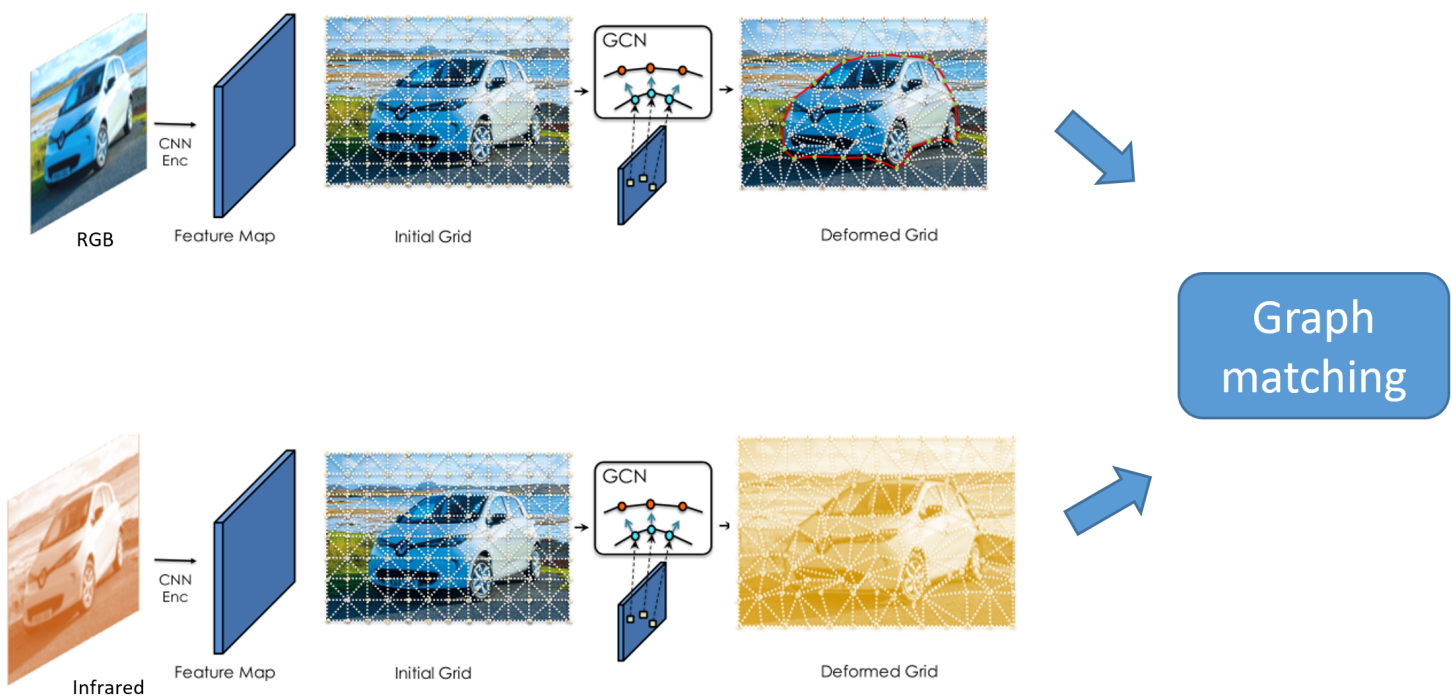 GCN
CNN
Enc
RGB
Feature Map
Initial Grid
Deformed Grid
Graph
matching
GCN
CNN
Enc
Feature Map
Initial Grid
Deformed Grid
Infrared